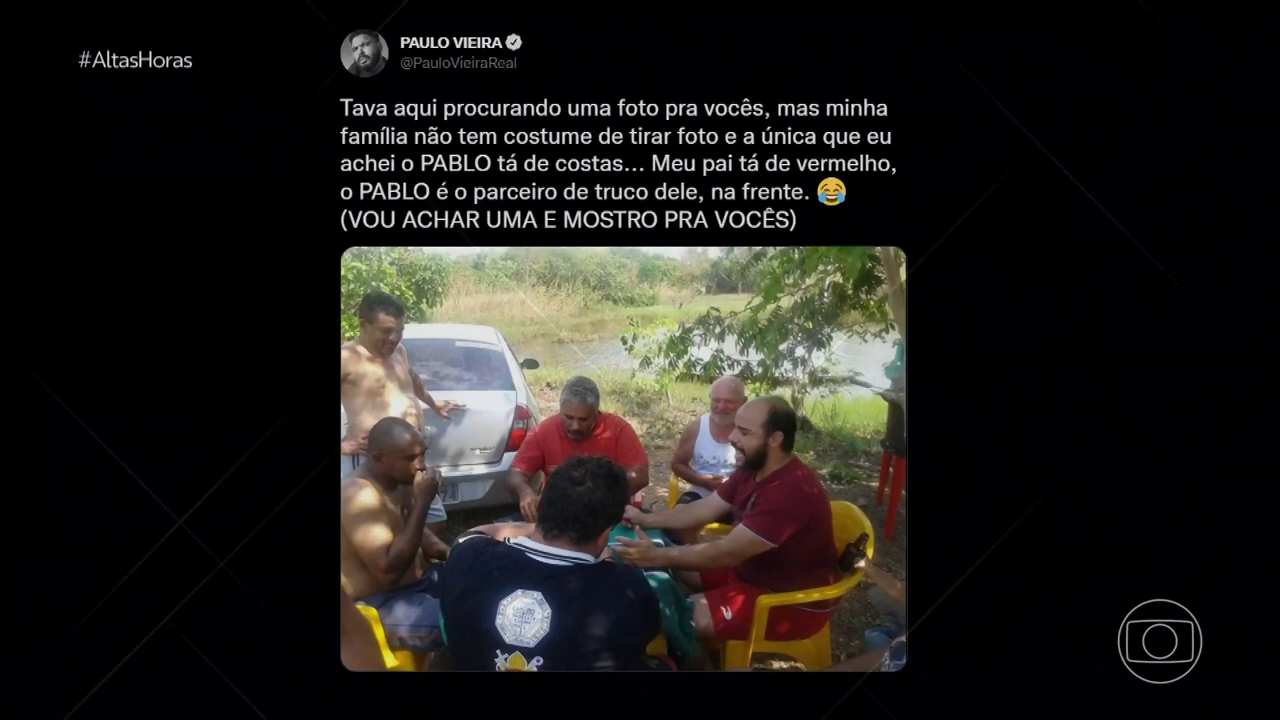 #AltasHoras
PAULO VIEIRA
@PauloVieiraReal
Tava aqui procurando uma foto pra vocês, mas minha
família não tem costume de tirar foto e a única que eu
achei o PABLO tá de costas... Meu pai tá de vermelho,
o PABLO é o parceiro de truco dele, na frente. 😂
(VOU ACHAR UMA E MOSTRO PRA VOCÊS)